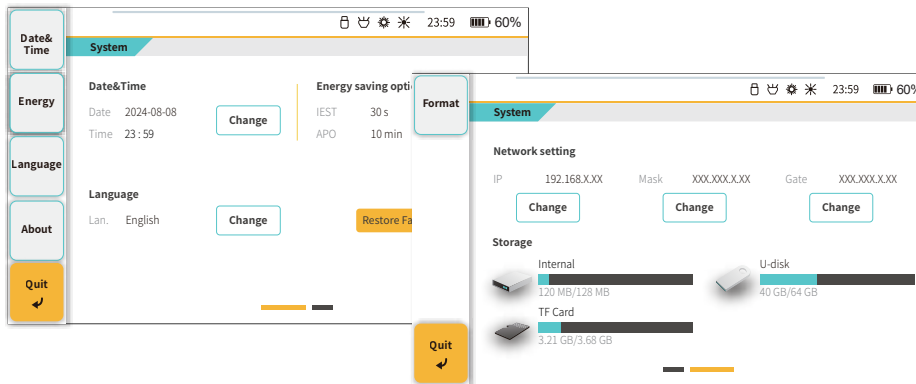 23:59 60%
Date&
Time
System
Energy
Language
About
Quit
Date&Time
Date 2024-08-08
Time 23 : 59
Change
Energy saving opti
IEST 30 s
APO 10 min
Language
Lan. English
Change
Restore Fa
23:59 60%
Format
System
Network setting
IP 192.168.X.XX Mask XXX.XXX.X.XX Gate XXX.XXX.X.XX
Change Change Change
Storage
Internal
120 MB/128 MB
U-disk
40 GB/64 GB
TF Card
3.21 GB/3.68 GB
Quit